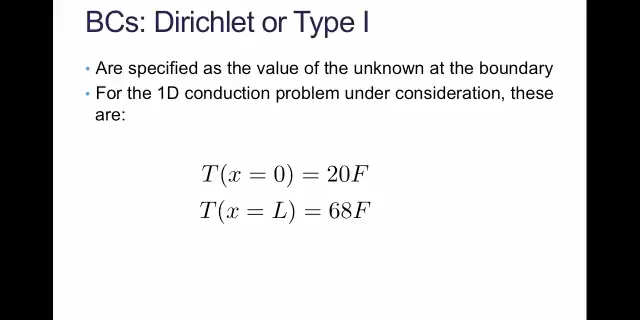 BCs: Dirichlet or Type I
• Are specified as the value of the unknown at the boundary
• For the 1D conduction problem under consideration, these
are:
T(x = 0) = 20F
T(x = L) = 68F